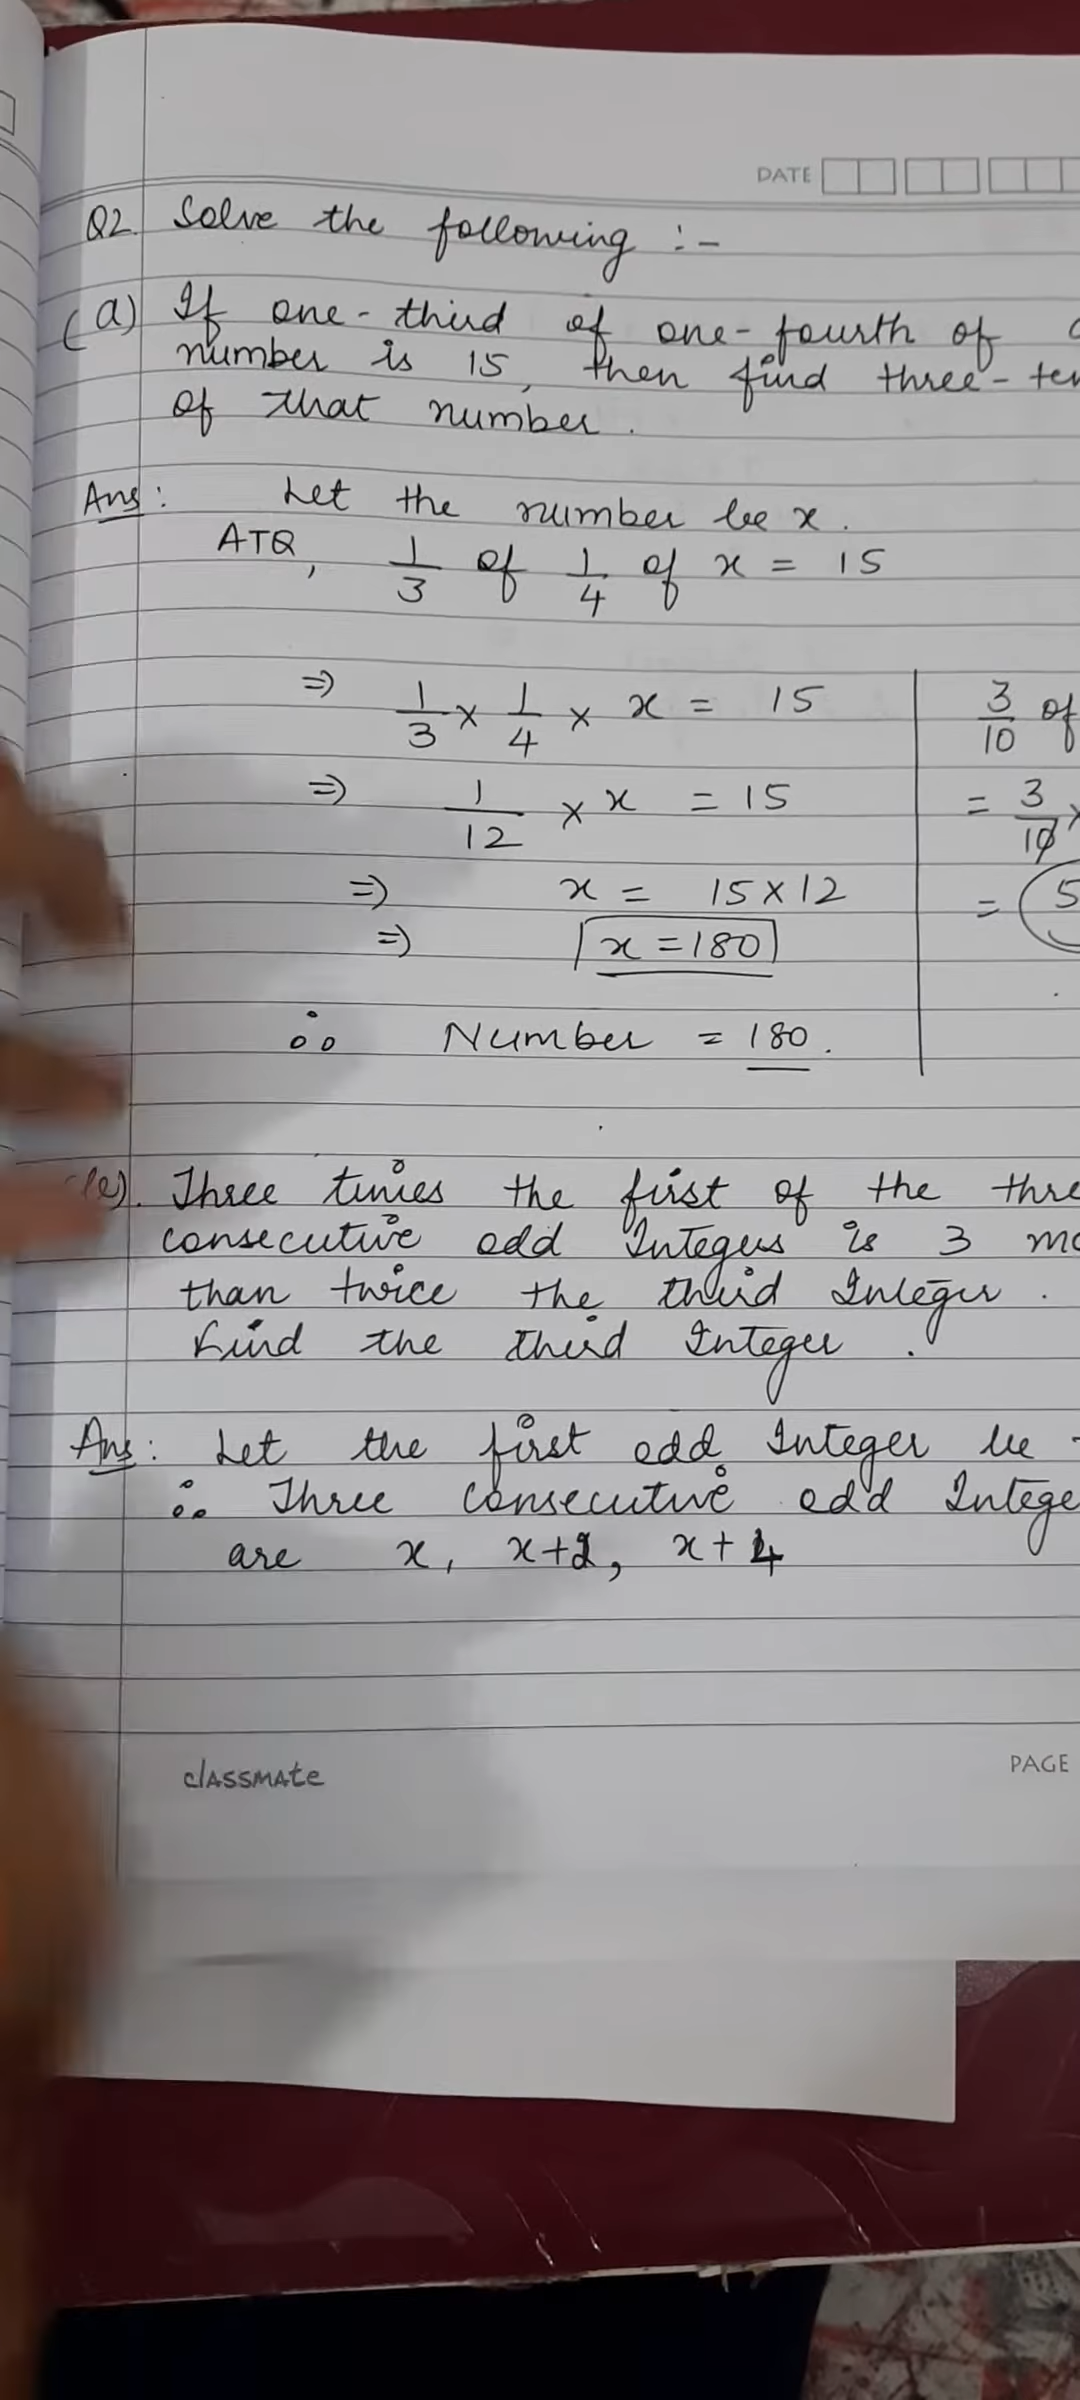 DATE
Q2. Solve the following :-
(a) If one-third of one-fourth of
number is 15, then find three-ten
of that number.
Ans: Let the number be x.
ATQ, 1/3 of 1/4 of x = 15
⇒ 1/3 × 1/4 × x = 15
3/10 of
⇒ 1/12 × x = 15
= 3/10 ×
⇒ x = 15×12
= 5
⇒ x = 180
∴ Number = 180.
(e). Three times the first of the thre
consecutive odd Integers is 3 mo
than twice the third Integer.
Find the third Integer.
Ans: Let the first odd Integer be
∴ Three consecutive odd Intege
are x, x+2, x+4
classmate
PAGE